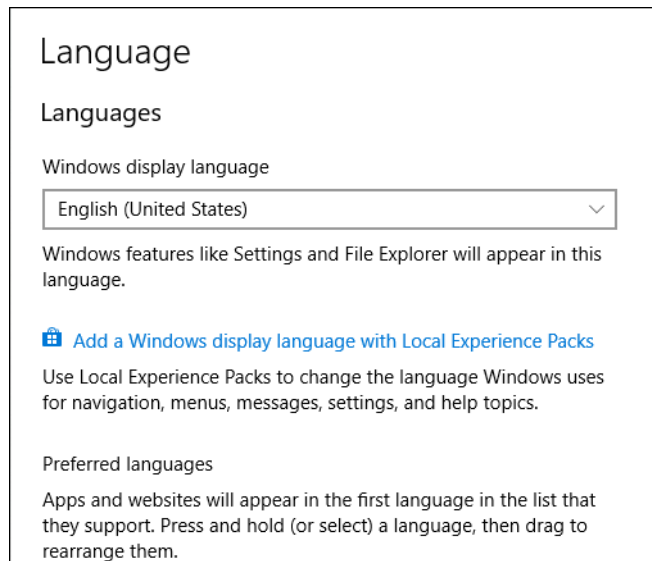 Language
Languages
Windows display language
English (United States)
Windows features like Settings and File Explorer will appear in this
language.
Add a Windows display language with Local Experience Packs
Use Local Experience Packs to change the language Windows uses
for navigation, menus, messages, settings, and help topics.
Preferred languages
Apps and websites will appear in the first language in the list that
they support. Press and hold (or select) a language, then drag to
rearrange them.